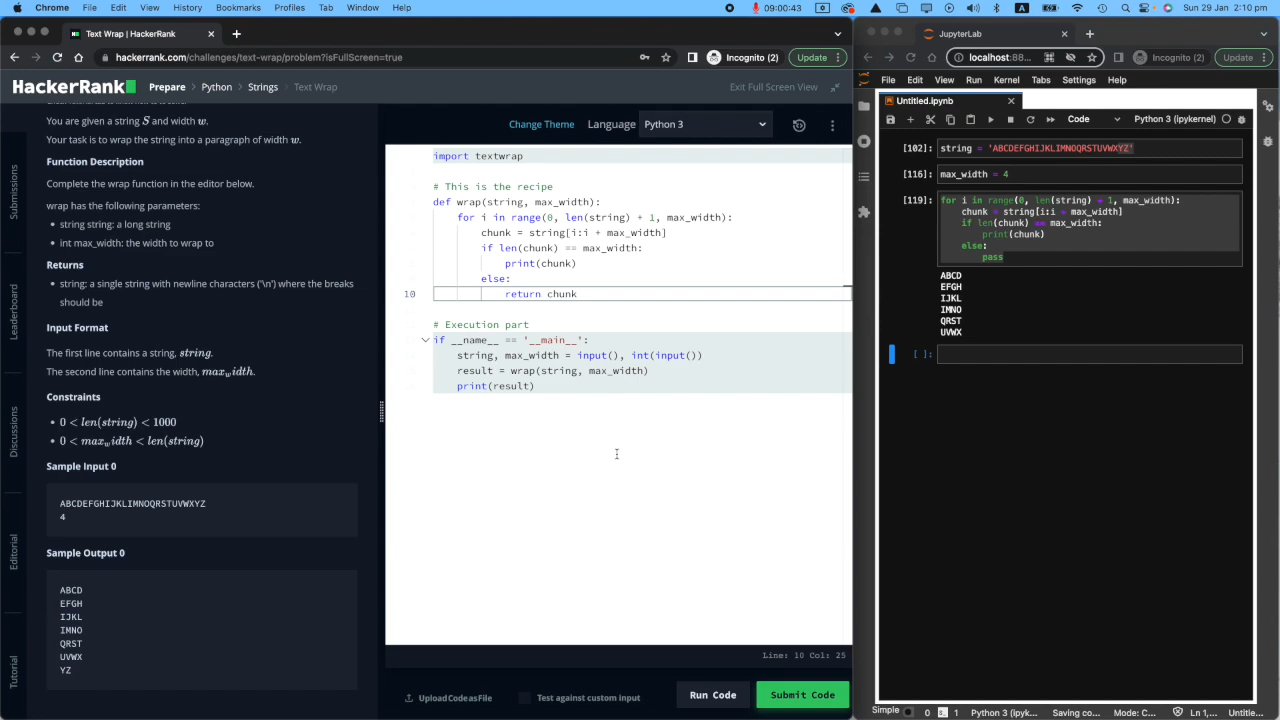 Chrome File Edit View History Bookmarks Profiles Tab Window Help
09:00:43
A
Sun 29 Jan 2:10 pm
Text Wrap | HackerRank
JupyterLab
hackerrank.com/challenges/text-wrap/problem?isFullScreen=true
Incognito (2)
Update
localhost:88...
Incognito (2)
Update
HackerRank
Prepare > Python > Strings > Text Wrap
Exit Full Screen View
File Edit View Run Kernel Tabs Settings Help
Untitled.ipynb
Code
Python 3 (ipykernel)
You are given a string S and width w.
Your task is to wrap the string into a paragraph of width w.
Function Description
Complete the wrap function in the editor below.
wrap has the following parameters:
string string: a long string
int max_width: the width to wrap to
Returns
string: a single string with newline characters ('\n') where the breaks
should be
Input Format
The first line contains a string, string.
The second line contains the width, max_width.
Constraints
0 < len(string) < 1000
0 < max_width < len(string)
Sample Input 0
ABCDEFGHIJKLIMNOQRSTUVWXYZ
4
Sample Output 0
ABCD
EFGH
IJKL
IMNO
QRST
UVWX
YZ
Submissions
Leaderboard
Discussions
Editorial
Tutorial
Change Theme
Language
Python 3
import textwrap
# This is the recipe
def wrap(string, max_width):
for i in range(0, len(string) + 1, max_width):
chunk = string[i:i + max_width]
if len(chunk) == max_width:
print(chunk)
else:
10
return chunk
# Execution part
if __name__ == '__main__':
string, max_width = input(), int(input())
result = wrap(string, max_width)
print(result)
Line: 10 Col: 25
Upload Code as File
Test against custom input
Run Code
Submit Code
[102]: string = 'ABCDEFGHIJKLIMNOQRSTUVWXYZ'
[116]: max_width = 4
[119]: for i in range(0, len(string) + 1, max_width):
chunk = string[i:i + max_width]
if len(chunk) == max_width:
print(chunk)
else:
pass
ABCD
EFGH
IJKL
IMNO
QRST
UVWX
[ ]:
Simple
0
1
Python 3 (ipyk...
Saving co...
Mode: C...
Ln 1,...
Untitle...